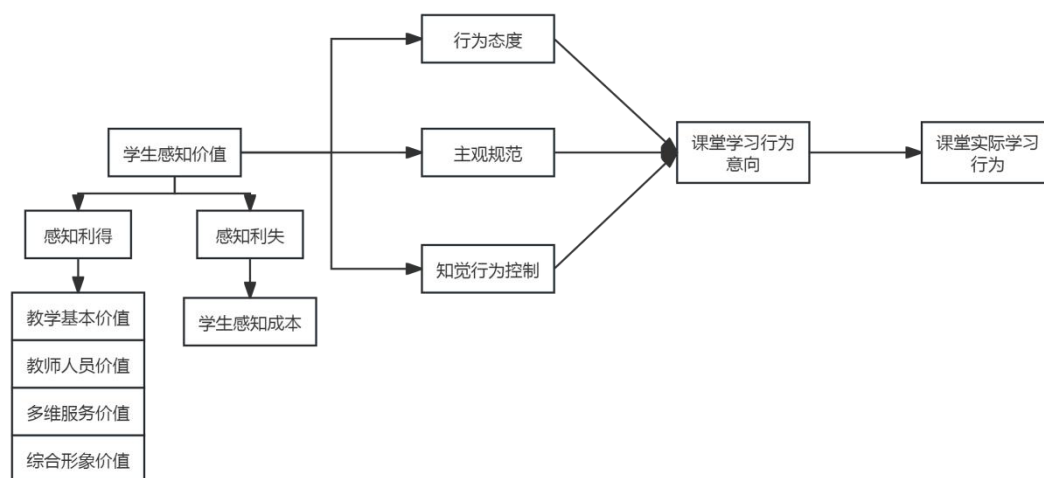 行为态度
学生感知价值
主观规范
课堂学习行为
意向
课堂实际学习
行为
感知利得
感知利失
知觉行为控制
教学基本价值
学生感知成本
教师人员价值
多维服务价值
综合形象价值